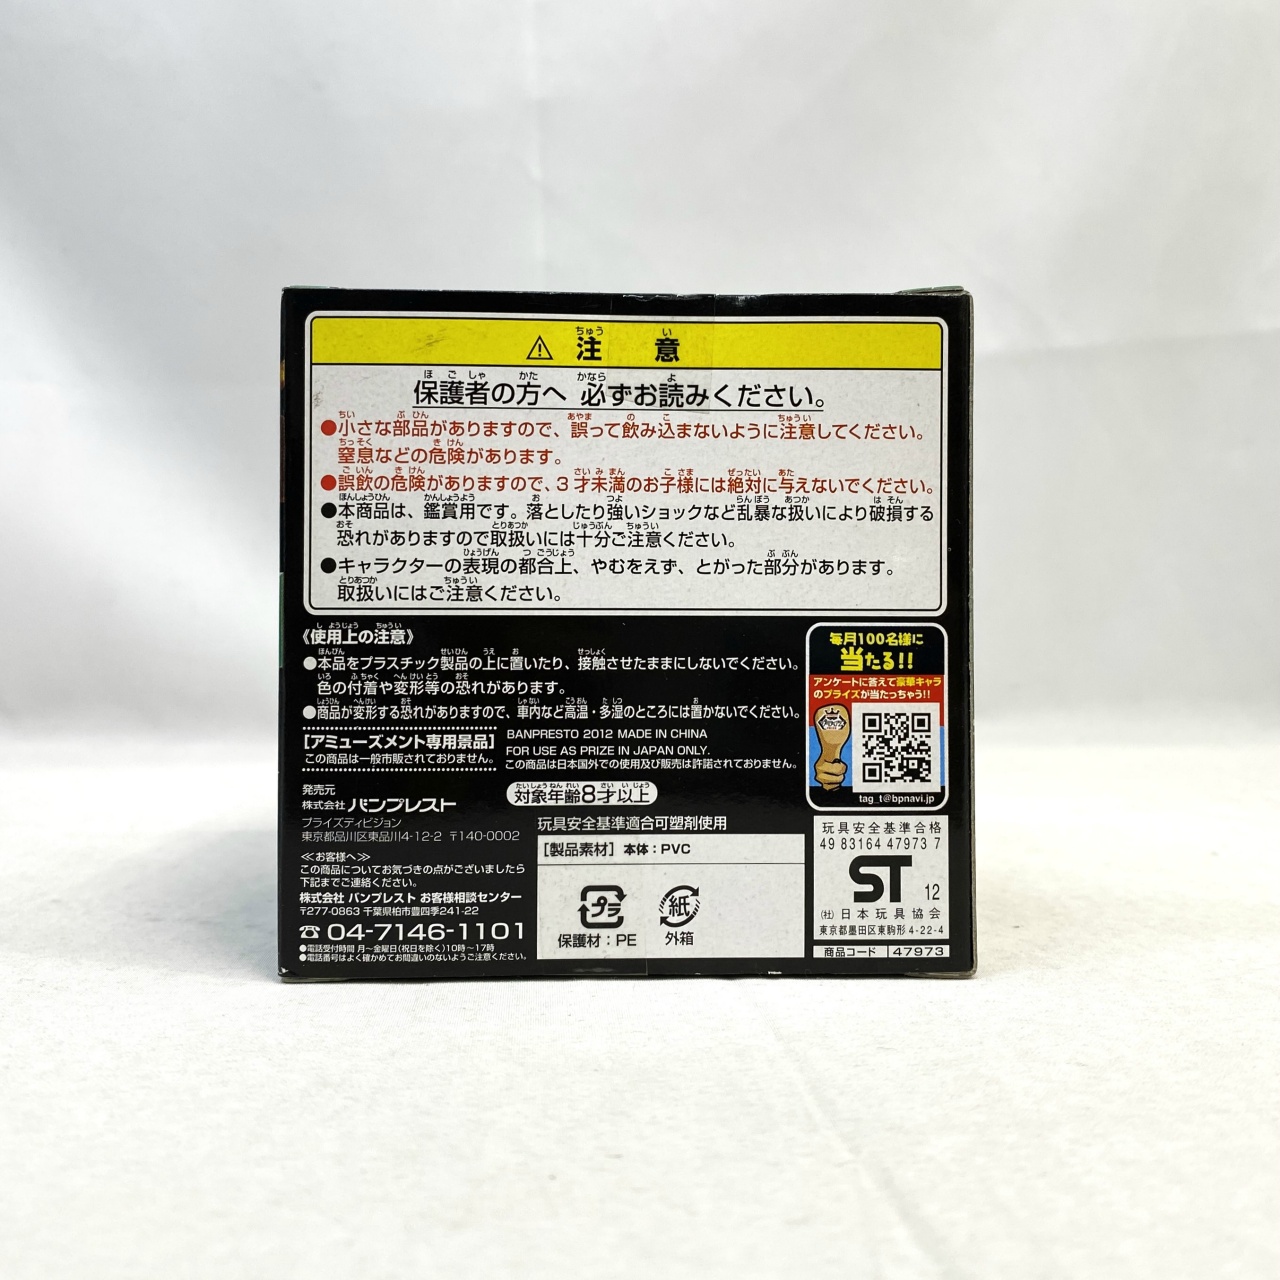 ⚠ 注意
保護者の方へ 必ずお読みください。
●小さな部品がありますので、誤って飲み込まないように注意してください。
窒息などの危険があります。
●誤飲の危険がありますので、3才未満のお子様には絶対に与えないでください。
●本商品は、鑑賞用です。落としたり強いショックなど乱暴な扱いにより破損する
恐れがありますので取扱いには十分ご注意ください。
●キャラクターの表現の都合上、やむをえず、とがった部分があります。
取扱いにはご注意ください。
《使用上の注意》
●本品をプラスチック製品の上に置いたり、接触させたままにしないでください。
色の付着や変形等の恐れがあります。
●商品が変形する恐れがありますので、車内など高温・多湿のところには置かないでください。
[アミューズメント専用景品]
この商品は一般市販されておりません。
BANPRESTO 2012 MADE IN CHINA
FOR USE AS PRIZE IN JAPAN ONLY.
この商品は日本国外での使用及び販売は許諾されておりません。
対象年齢8才以上
発売元
株式会社 バンプレスト
プライズディビジョン
東京都品川区東品川4-12-2 〒140-0002
≪お客様へ≫
この商品についてお気づきの点がございましたら
下記までご連絡ください。
株式会社 バンプレスト お客様相談センター
〒277-0863 千葉県柏市豊四季241-22
☎ 04-7146-1101
●電話受付時間 月～金曜日(祝日を除く)10時～17時
●電話番号はよく確かめてお間違いのないようご注意ください。
玩具安全基準適合可塑剤使用
[製品素材] 本体：PVC
プラ
保護材：PE
紙
外箱
毎月100名様に
当たる!!
アンケートに答えて豪華キャラ
のプライズが当たっちゃう!!
tag_t@bpnavi.jp
玩具安全基準合格
49 83164 47973 7
ST 12
(社)日本玩具協会
東京都墨田区東駒形4-22-4
商品コード 47973